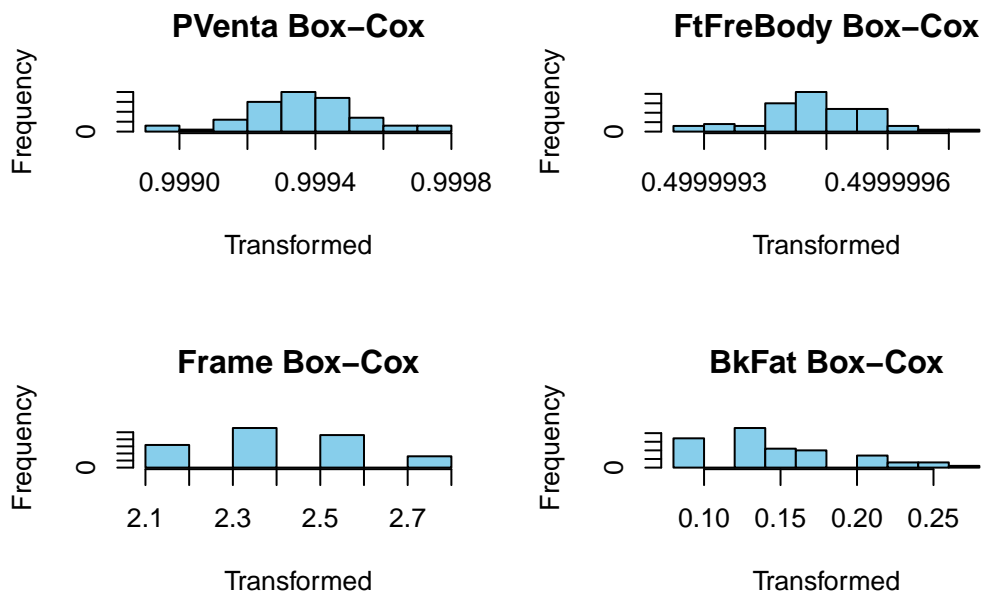 PVenta Box−Cox
Frequency
0
0.9990 0.9994 0.9998
Transformed
FtFreBody Box−Cox
Frequency
0
0.4999993 0.4999996
Transformed
Frame Box−Cox
Frequency
0
2.1 2.3 2.5 2.7
Transformed
BkFat Box−Cox
Frequency
0
0.10 0.15 0.20 0.25
Transformed